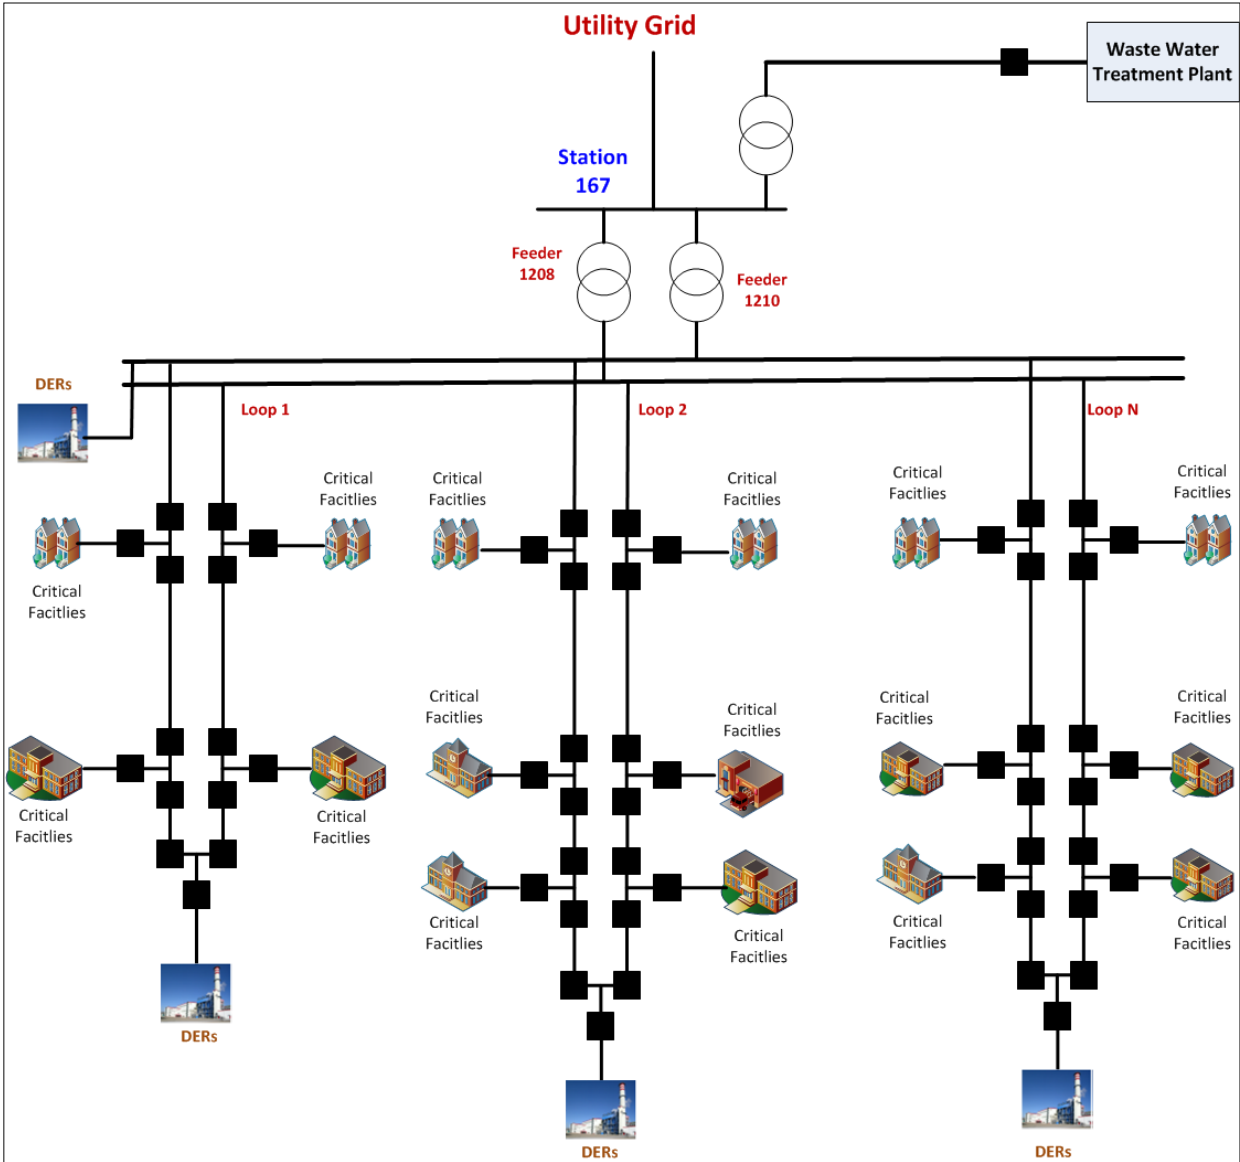 Utility Grid
Waste Water
Treatment Plant
Station
167
Feeder
1208
Feeder
1210
DERs
Loop 1
Loop 2
Loop N
Critical
Facitlies
Critical
Facitlies
Critical
Facitlies
Critical
Facitlies
Critical
Facitlies
Critical
Facitlies
Critical
Facitlies
Critical
Facitlies
Critical
Facitlies
Critical
Facitlies
Critical
Facitlies
Critical
Facitlies
Critical
Facitlies
Critical
Facitlies
Critical
Facitlies
Critical
Facitlies
DERs
DERs
DERs